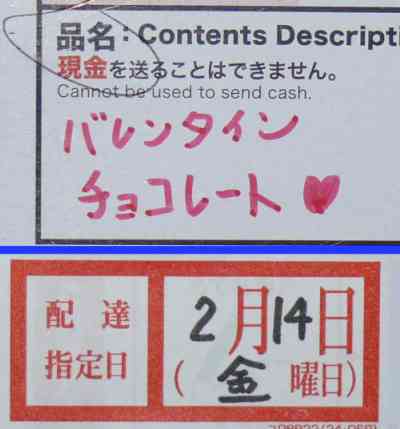 品名:Contents Descripti
現金を送ることはできません。
Cannot be used to send cash.
バレンタイン
チョコレート♥
配達 2月14日
指定日 (金曜日)